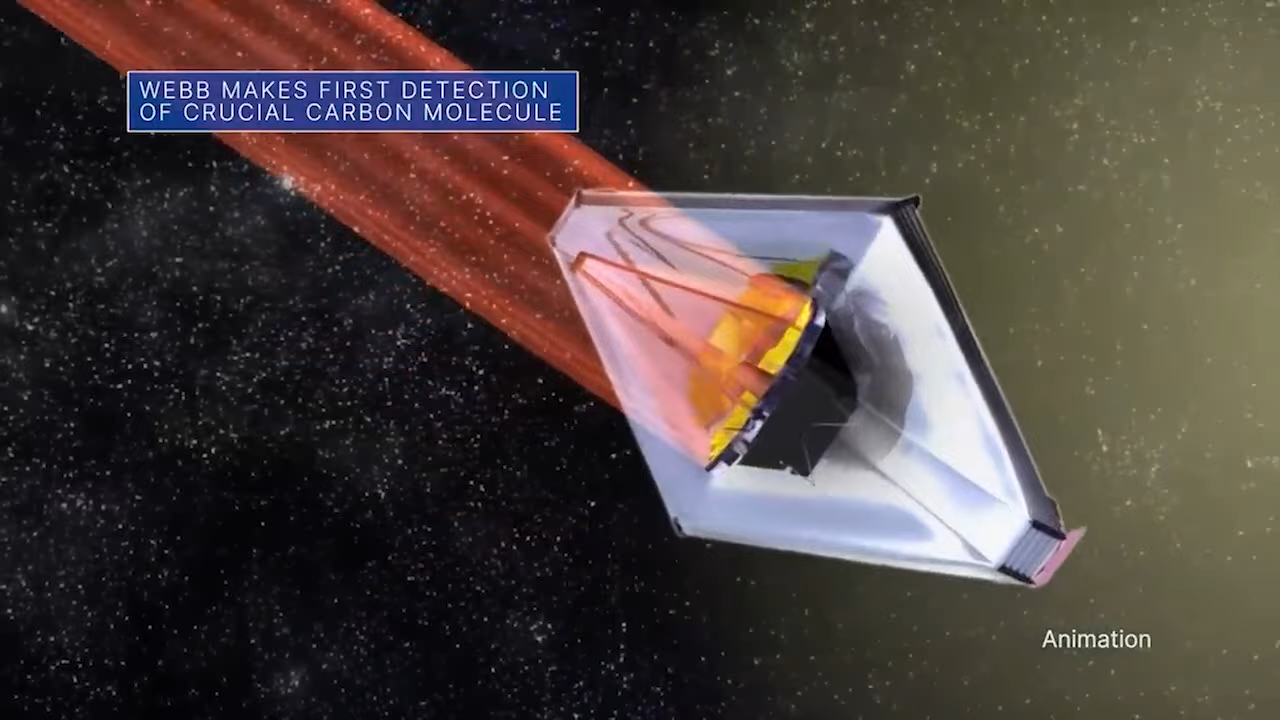 WEBB MAKES FIRST DETECTION
OF CRUCIAL CARBON MOLECULE
Animation